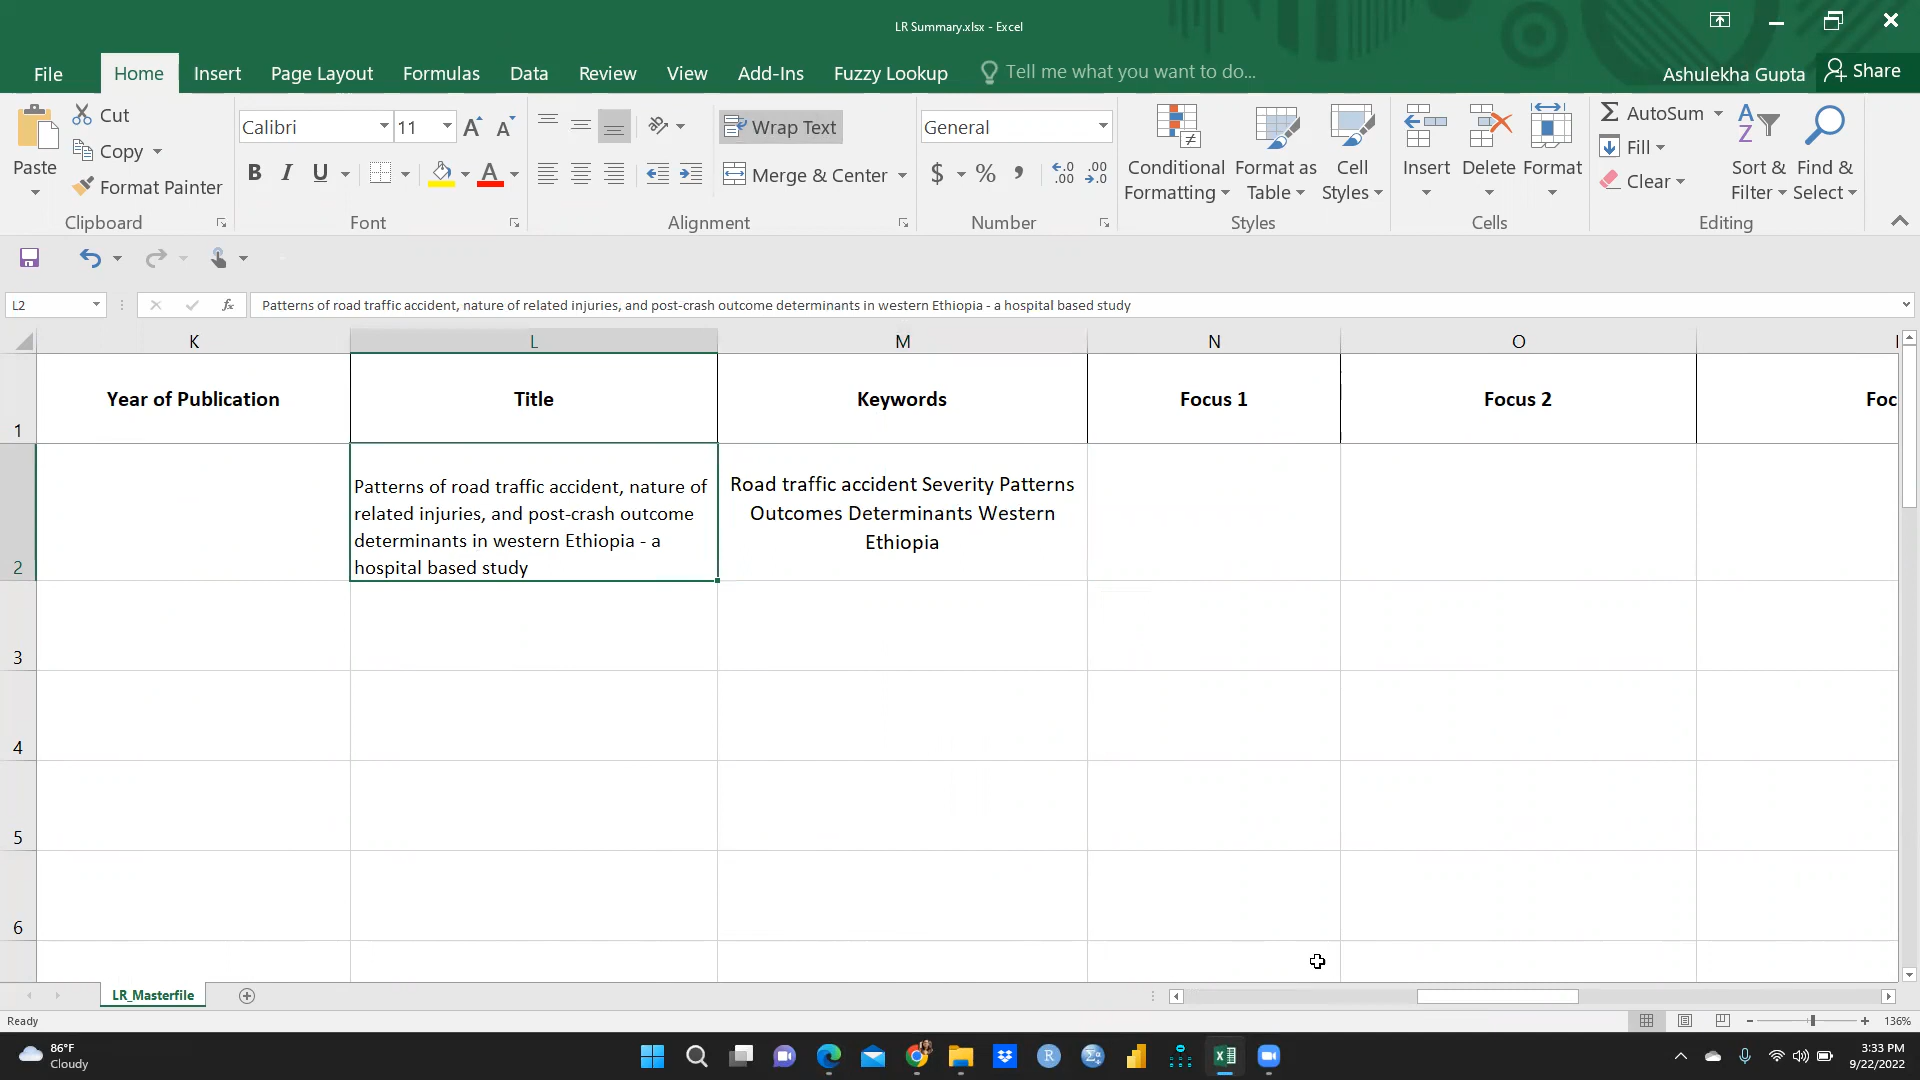 LR Summary.xlsx - Excel
File Home Insert Page Layout Formulas Data Review View Add-Ins Fuzzy Lookup Tell me what you want to do... Ashulekha Gupta Share
Paste
Cut
Copy
Format Painter
Clipboard
Calibri 11 A A
B I U A
Font
Wrap Text
Merge & Center
Alignment
General
$ % , .0 .00 .00 .0
Number
Conditional Formatting
Format as Table
Cell Styles
Styles
Insert Delete Format
Cells
AutoSum
Fill
Clear
Sort & Filter
Find & Select
Editing
L2 fx Patterns of road traffic accident, nature of related injuries, and post-crash outcome determinants in western Ethiopia - a hospital based study
K L M N O
1 Year of Publication Title Keywords Focus 1 Focus 2 Foc
2
Patterns of road traffic accident, nature of
related injuries, and post-crash outcome
determinants in western Ethiopia - a
hospital based study
Road traffic accident Severity Patterns
Outcomes Determinants Western
Ethiopia
3
4
5
6
LR_Masterfile
Ready 136%
86°F
Cloudy
3:33 PM
9/22/2022